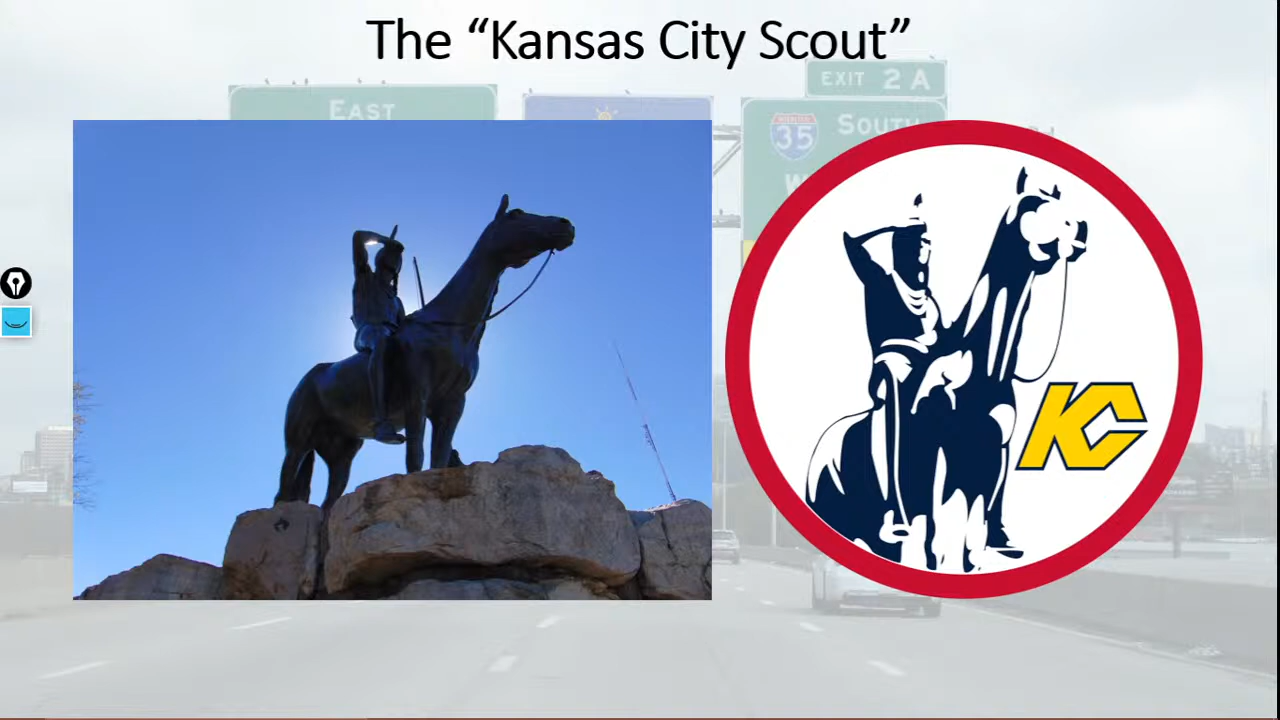 The “Kansas City Scout”
EXIT 2 A
EAST
35 SOUTH
KC